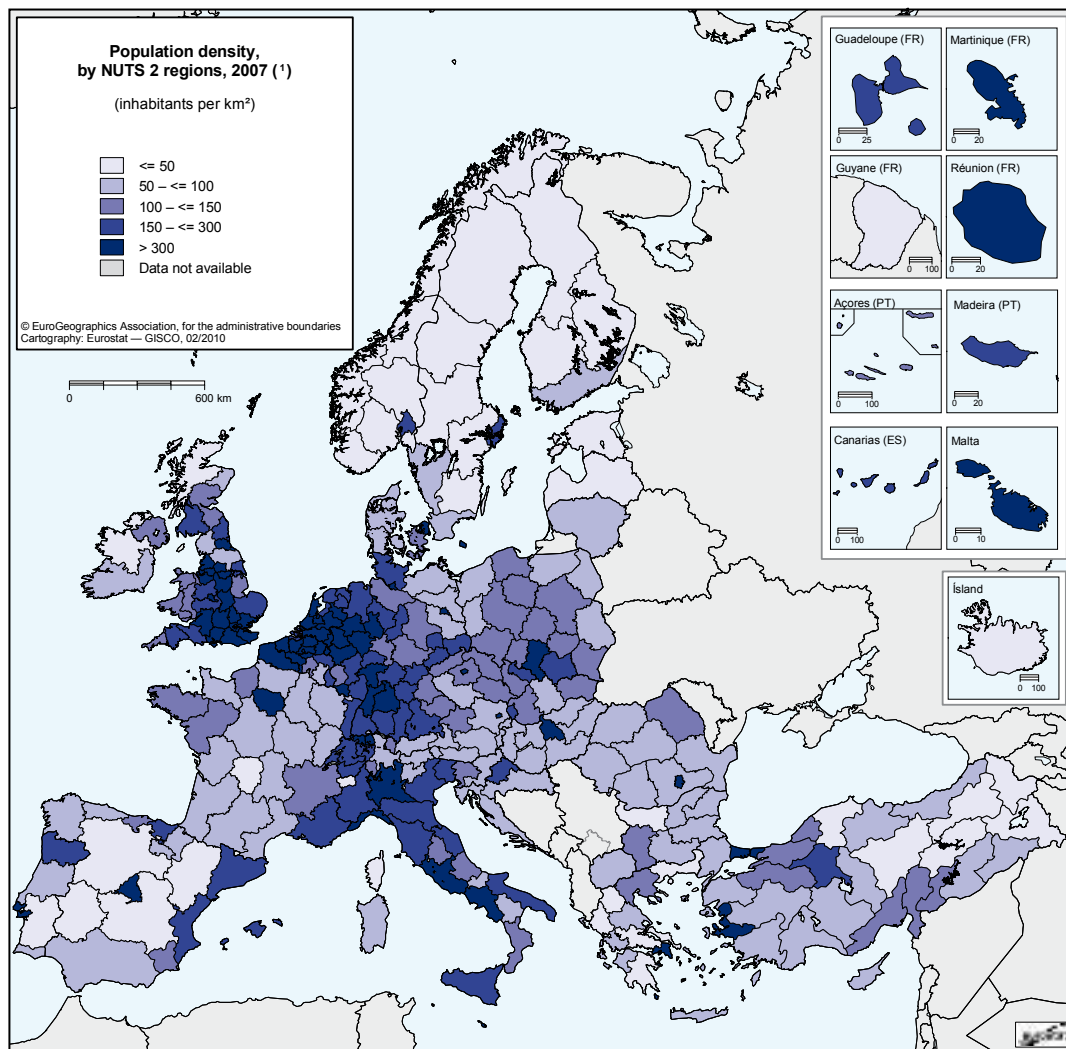 Population density,
by NUTS 2 regions, 2007 (¹)
(inhabitants per km²)
<= 50
50 – <= 100
100 – <= 150
150 – <= 300
> 300
Data not available
© EuroGeographics Association, for the administrative boundaries
Cartography: Eurostat — GISCO, 02/2010
0 600 km
Guadeloupe (FR)
0 25
Martinique (FR)
0 20
Guyane (FR)
0 100
Réunion (FR)
0 20
Açores (PT)
0 100
Madeira (PT)
0 20
Canarias (ES)
0 100
Malta
0 10
Ísland
0 100